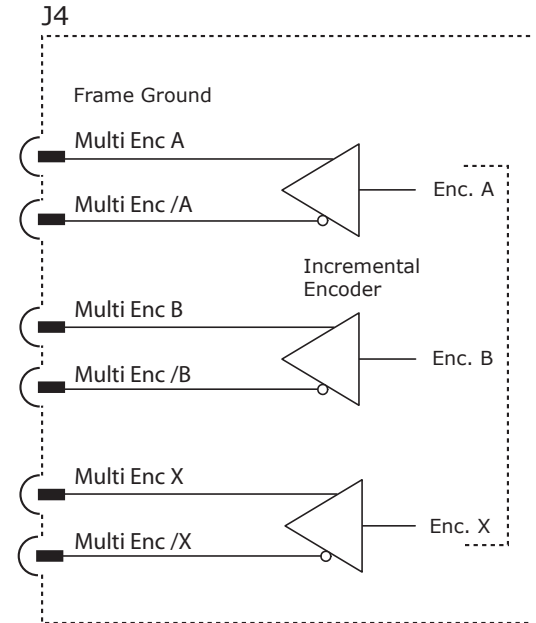 J4
Frame Ground
Multi Enc A
Enc. A
Multi Enc /A
Incremental
Encoder
Multi Enc B
Enc. B
Multi Enc /B
Multi Enc X
Enc. X
Multi Enc /X